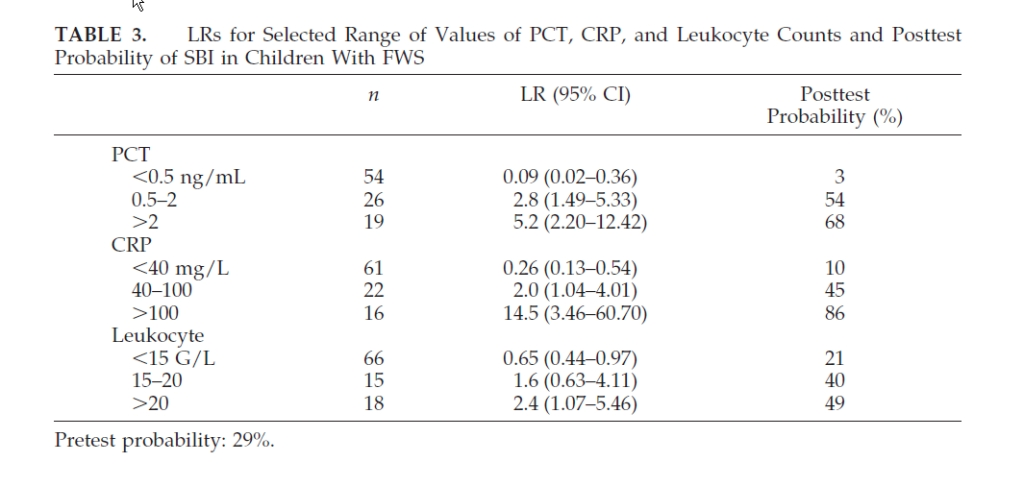 TABLE 3. LRs for Selected Range of Values of PCT, CRP, and Leukocyte Counts and Posttest
Probability of SBI in Children With FWS
n LR (95% CI) Posttest
Probability (%)
PCT
<0.5 ng/mL 54 0.09 (0.02–0.36) 3
0.5–2 26 2.8 (1.49–5.33) 54
>2 19 5.2 (2.20–12.42) 68
CRP
<40 mg/L 61 0.26 (0.13–0.54) 10
40–100 22 2.0 (1.04–4.01) 45
>100 16 14.5 (3.46–60.70) 86
Leukocyte
<15 G/L 66 0.65 (0.44–0.97) 21
15–20 15 1.6 (0.63–4.11) 40
>20 18 2.4 (1.07–5.46) 49
Pretest probability: 29%.